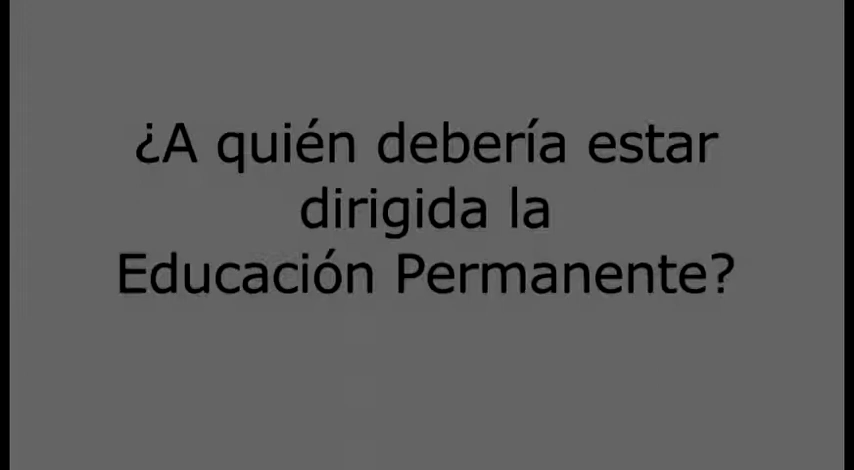 ¿A quién debería estar
dirigida la
Educación Permanente?